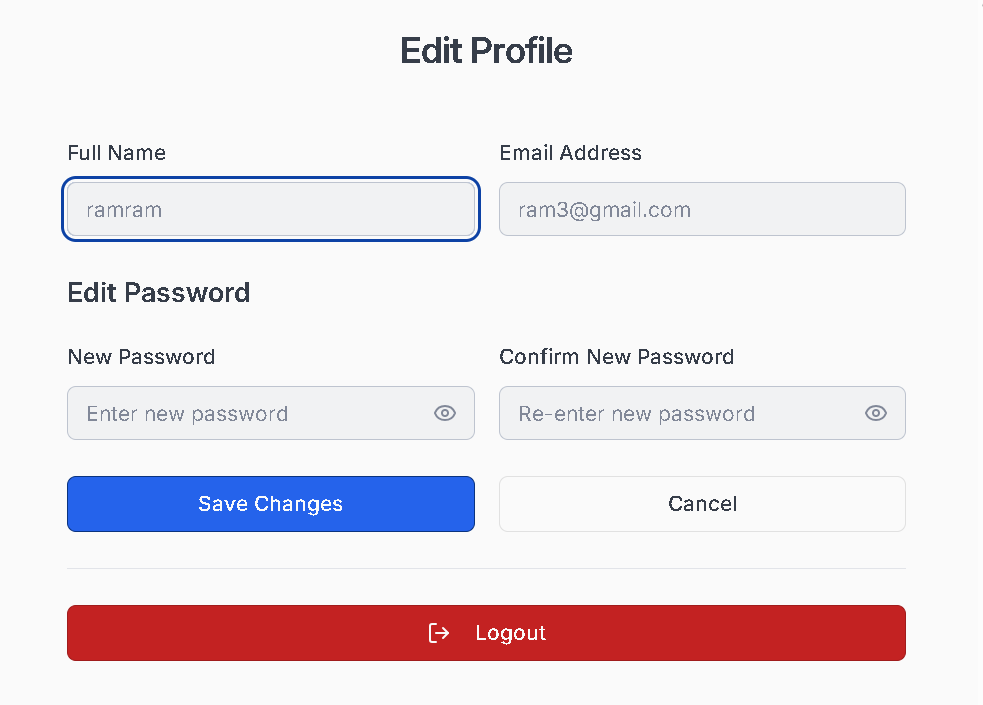 Edit Profile
Full Name
Email Address
ramram
ram3@gmail.com
Edit Password
New Password
Confirm New Password
Enter new password
Re-enter new password
Save Changes
Cancel
Logout